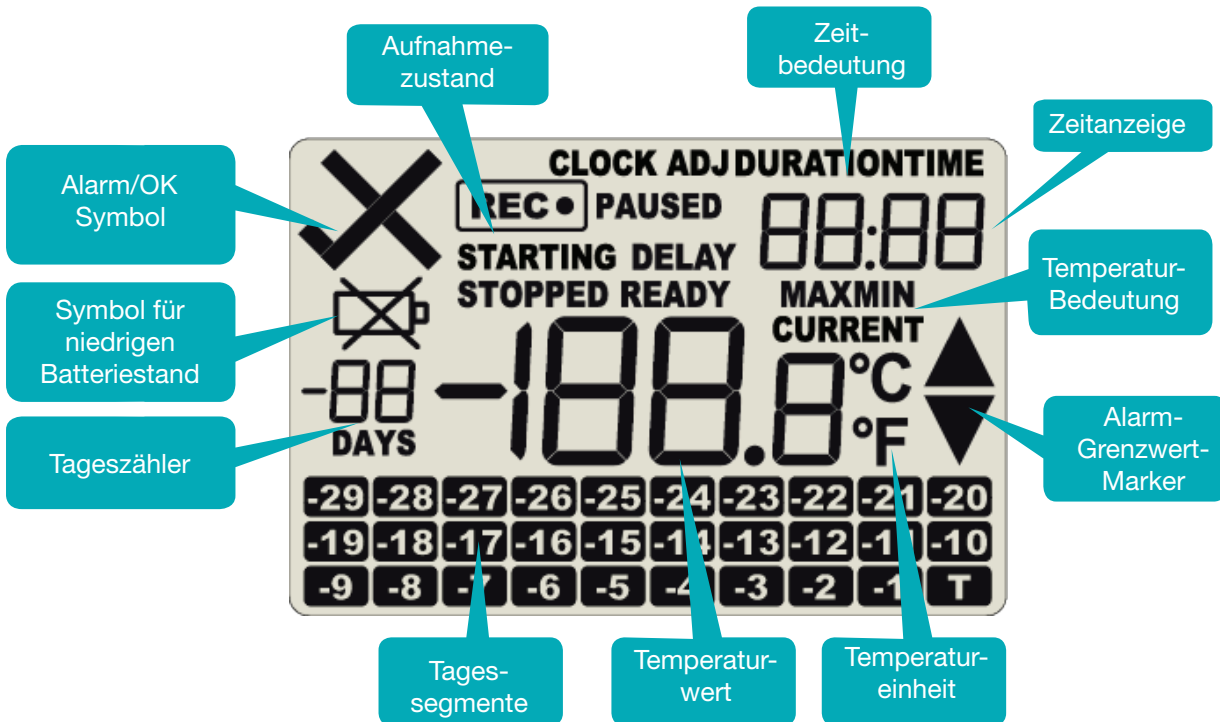 Aufnahme-
zustand
Zeit-
bedeutung
Zeitanzeige
Alarm/OK
Symbol
CLOCK ADJ DURATION TIME
REC PAUSED
88:88
STARTING DELAY
STOPPED READY
MAX MIN
CURRENT
Temperatur-
Bedeutung
Symbol für
niedrigen
Batteriestand
-88
DAYS
-188.8
°C
°F
Tageszähler
Alarm-
Grenzwert-
Marker
-29 -28 -27 -26 -25 -24 -23 -22 -21 -20
-19 -18 -17 -16 -15 -14 -13 -12 -11 -10
-9 -8 -7 -6 -5 -4 -3 -2 -1 T
Tages-
segmente
Temperatur-
wert
Temperatur-
einheit